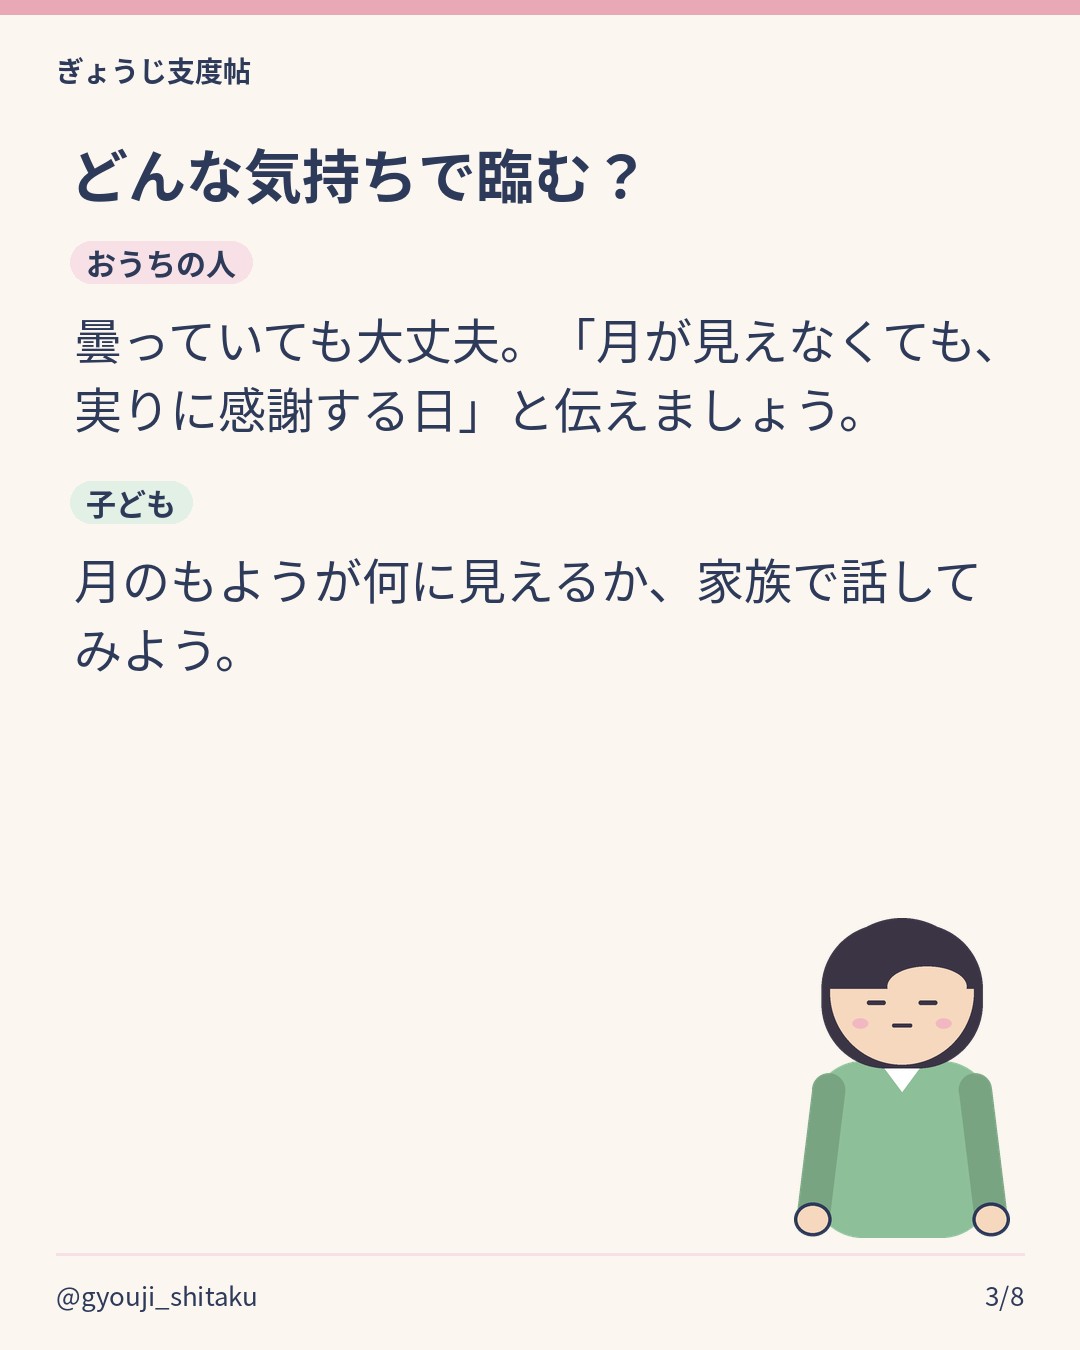 ぎょうじ支度帖
どんな気持ちで臨む？
おうちの人
曇っていても大丈夫。「月が見えなくても、
実りに感謝する日」と伝えましょう。
子ども
月のもようが何に見えるか、家族で話して
みよう。
@gyouji_shitaku
3/8